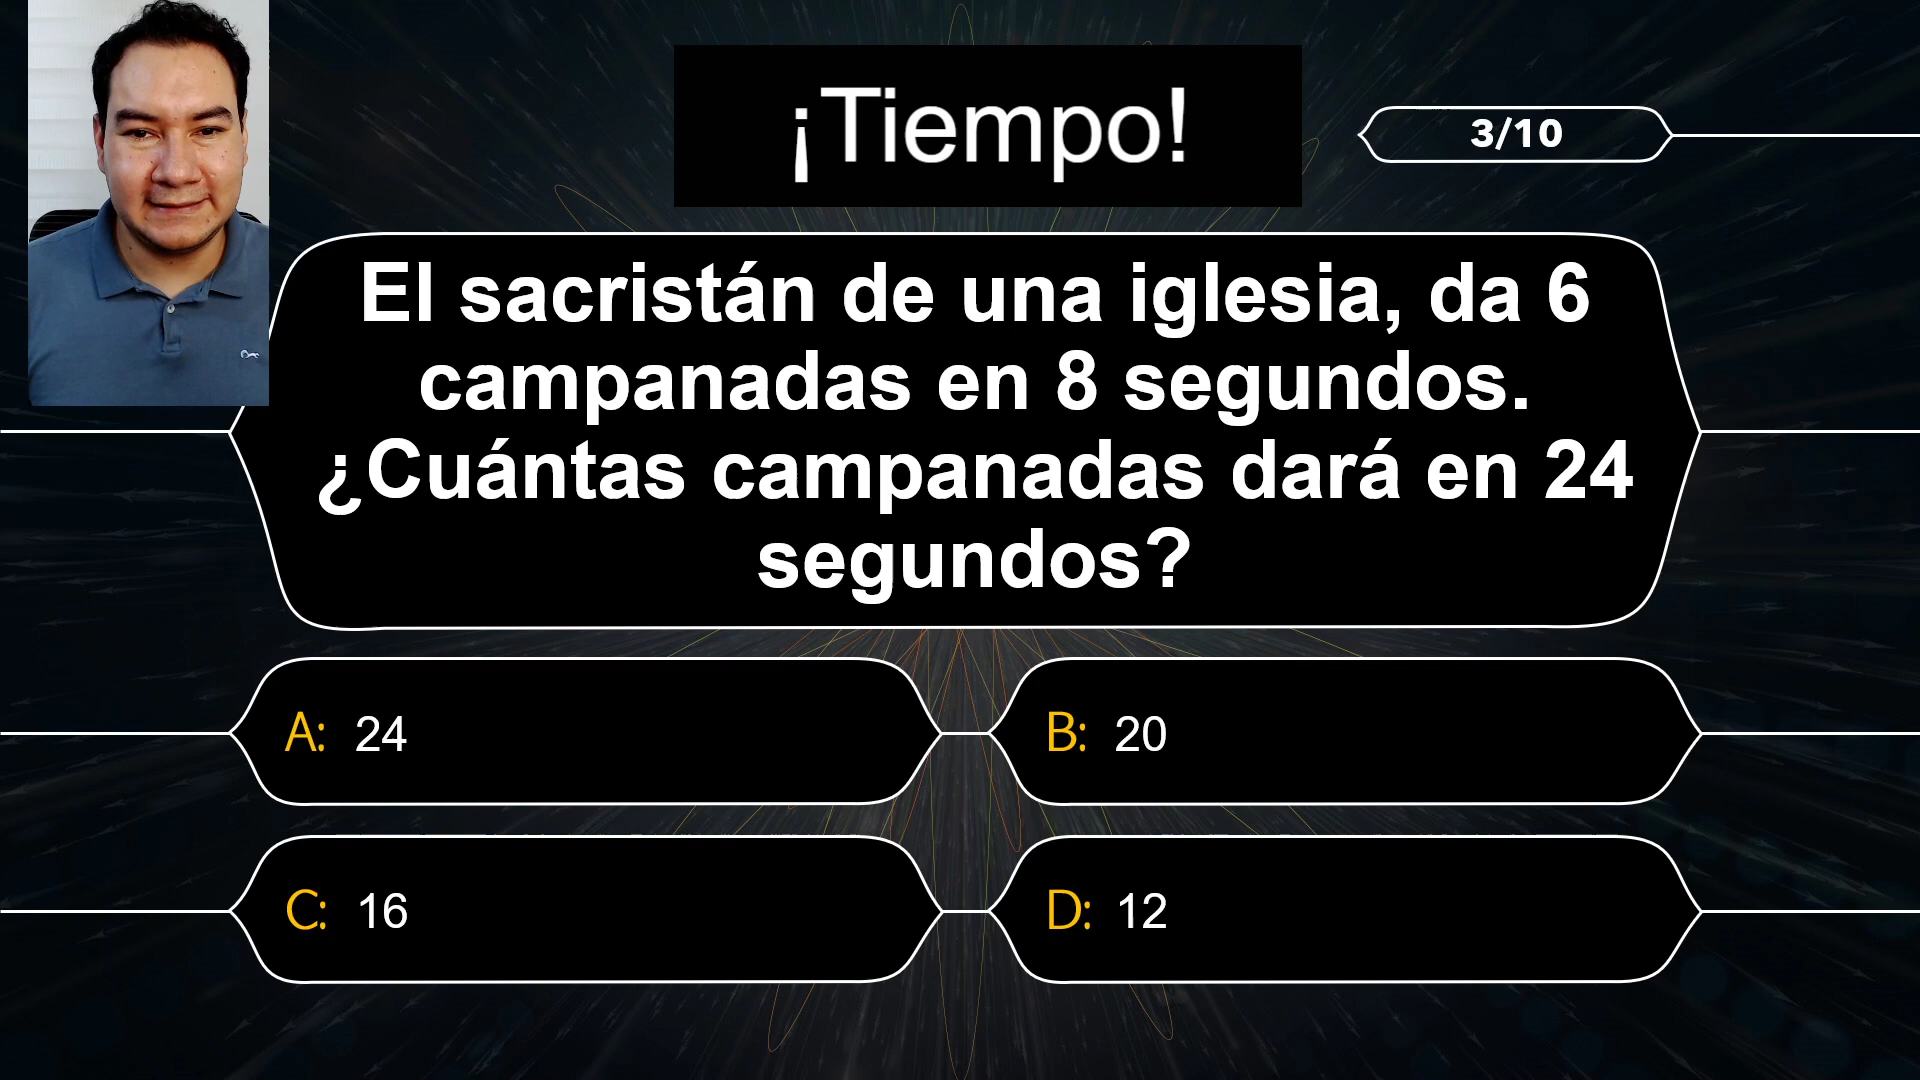 ¡Tiempo!
3/10
El sacristán de una iglesia, da 6
campanadas en 8 segundos.
¿Cuántas campanadas dará en 24
segundos?
A: 24
B: 20
C: 16
D: 12